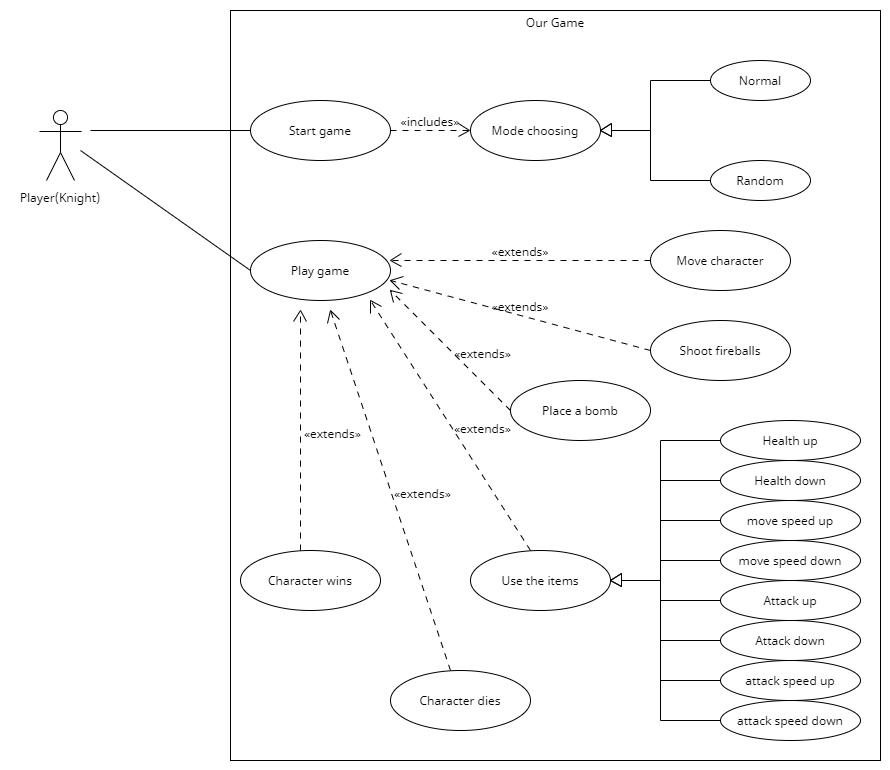 Our Game
Normal
Start game
«includes»
Mode choosing
Random
Player(Knight)
Play game
«extends»
Move character
«extends»
Shoot fireballs
«extends»
Place a bomb
«extends»
«extends»
«extends»
Health up
Health down
move speed up
move speed down
Character wins
Use the items
Attack up
Attack down
attack speed up
Character dies
attack speed down